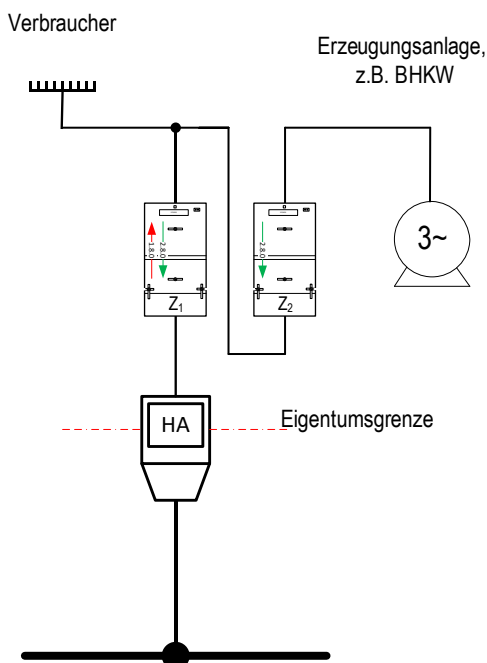 Verbraucher
Erzeugungsanlage,
z.B. BHKW
1.8.0
2.8.0
2.8.0
3~
Z1
Z2
HA
Eigentumsgrenze